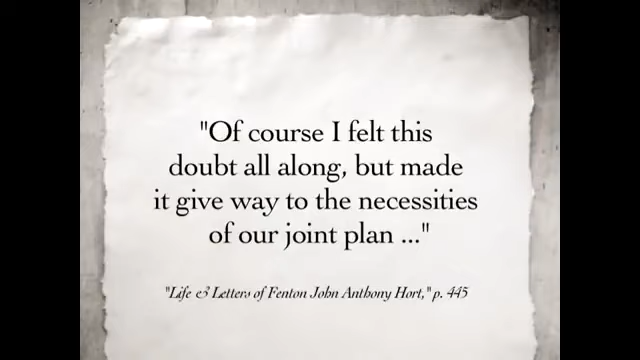 "Of course I felt this
doubt all along, but made
it give way to the necessities
of our joint plan ..."
"Life & Letters of Fenton John Anthony Hort," p. 445